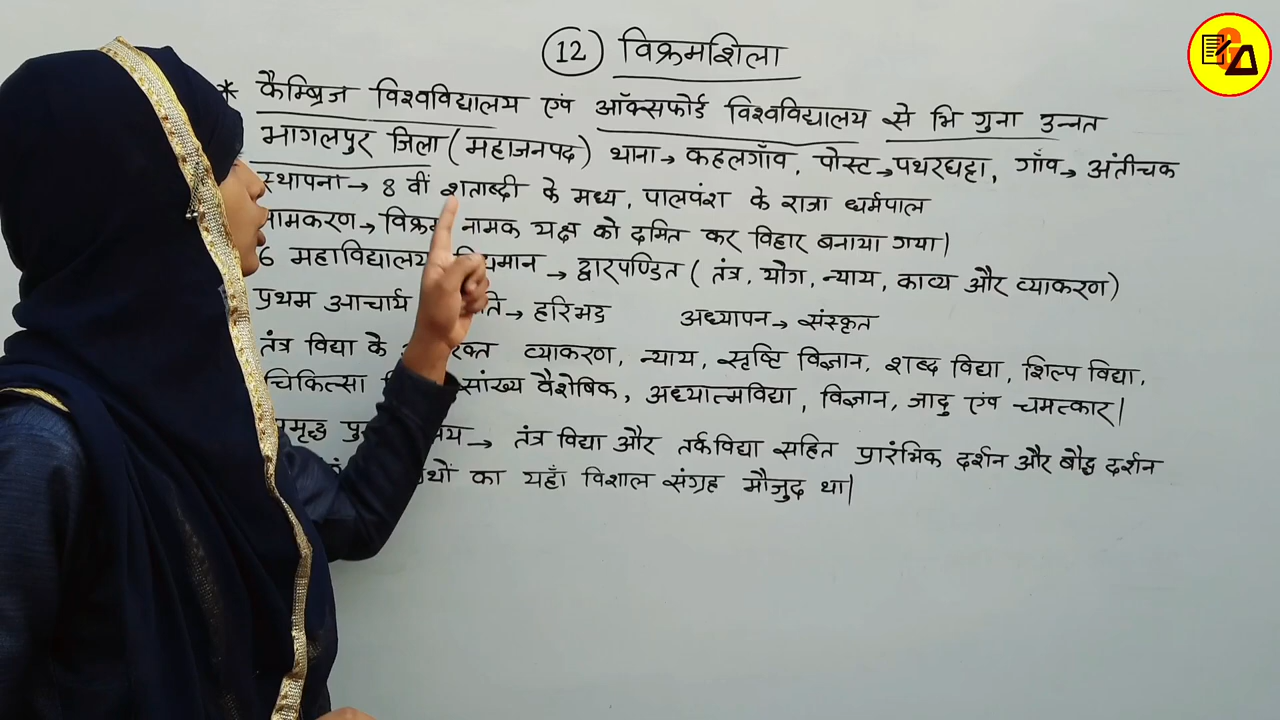 12 विक्रमशिला
* कैम्ब्रिज विश्वविद्यालय एंव ऑक्सफोर्ड विश्वविद्यालय से भि गुना उन्नत
भागलपुर जिला (महाजनपद) थाना→ कहलगाँव, पोस्ट→पथरघट्टा, गाँव→ अंतीचक
स्थापना→ 8 वीं शताब्दी के मध्य, पालवंश के राजा धर्मपाल
नामकरण→ विक्रम नामक यक्ष को दमित कर विहार बनाया गया।
6 महाविद्यालय → द्वारपण्डित ( तंत्र, योग, न्याय, काव्य और व्याकरण)
प्रथम आचार्य → हरिभद्र अध्यापन→ संस्कृत
तंत्र विद्या के व्याकरण, न्याय, सृष्टि विज्ञान, शब्द विद्या, शिल्प विद्या,
चिकित्सा सांख्य वैशेषिक, अध्यात्मविद्या, विज्ञान, जादु एंव चमत्कार।
→ तंत्र विद्या और तर्कविद्या सहित प्रारंभिक दर्शन और बौद्ध दर्शन
का यहाँ विशाल संग्रह मौजुद था।